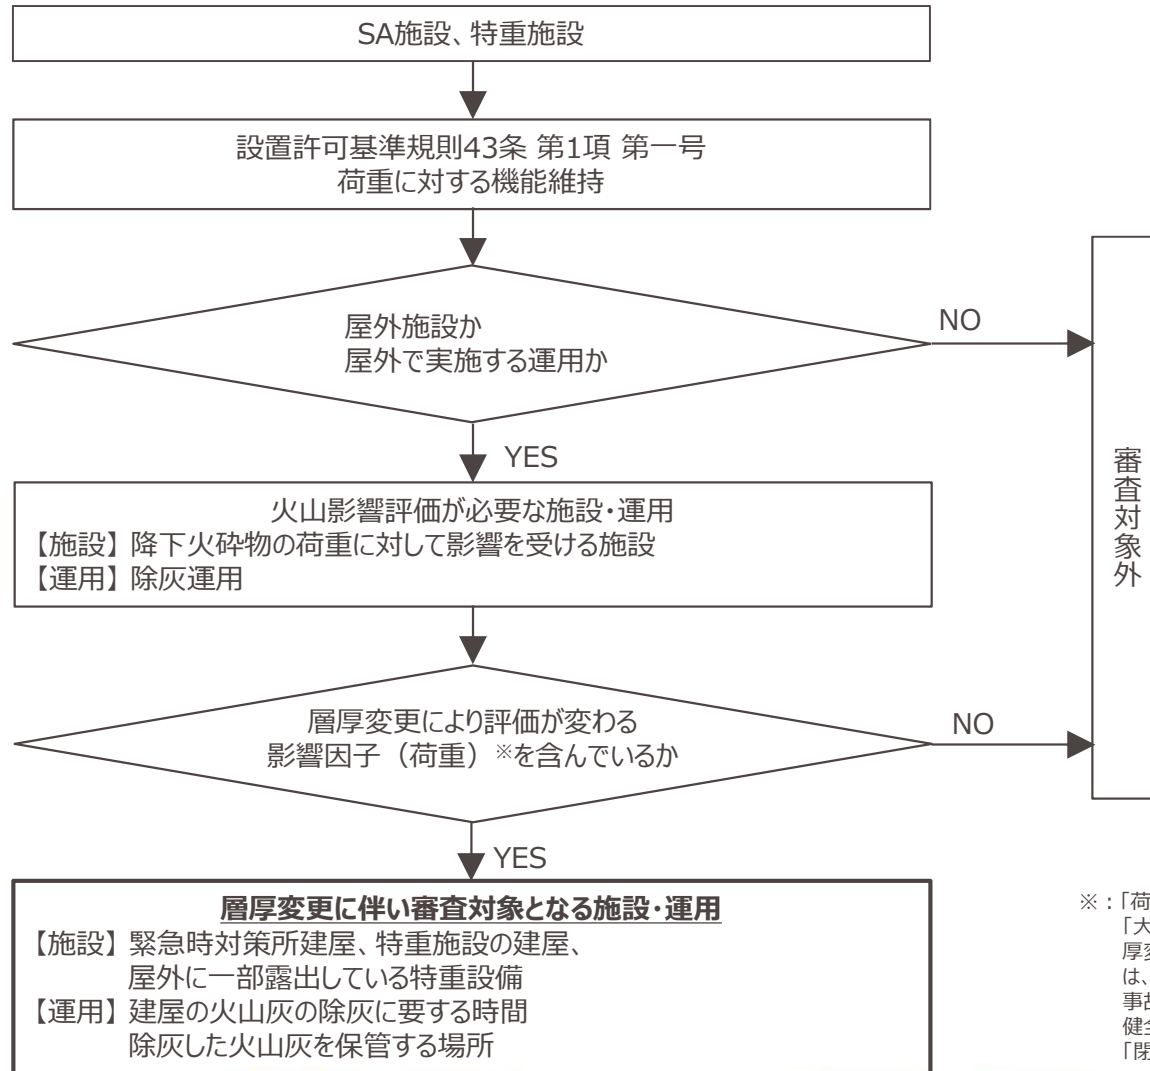 SA施設、特重施設
設置許可基準規則43条 第1項 第一号
荷重に対する機能維持
屋外施設か
屋外で実施する運用か
NO
YES
火山影響評価が必要な施設・運用
【施設】降下火砕物の荷重に対して影響を受ける施設
【運用】除灰運用
層厚変更により評価が変わる
影響因子（荷重）※を含んでいるか
NO
YES
審査対象外
層厚変更に伴い審査対象となる施設・運用
【施設】緊急時対策所建屋、特重施設の建屋、
屋外に一部露出している特重設備
【運用】建屋の火山灰の除灰に要する時間
除灰した火山灰を保管する場所
※：「荷
「大
厚変
は、
事故
健全
「閉